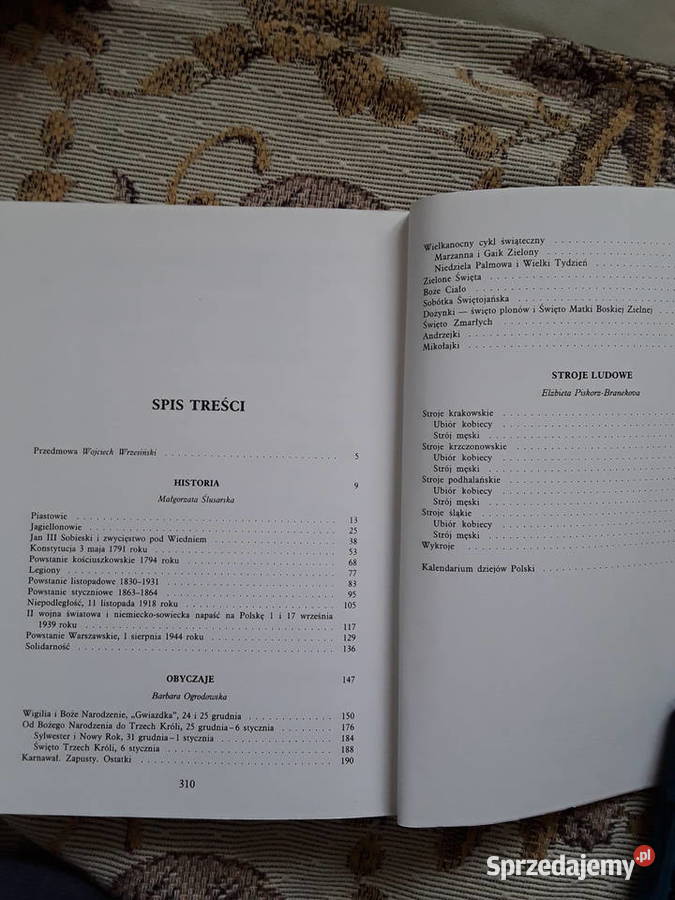 SPIS TREŚCI
Przedmowa Wojciech Wrzesiński . . . . . . . . . . 5
HISTORIA 9
Małgorzata Ślusarska
Piastowie . . . . . . . . . . 13
Jagiellonowie . . . . . . . . . . 25
Jan III Sobieski i zwycięstwo pod Wiedniem . . . . . . . . . . 38
Konstytucja 3 maja 1791 roku . . . . . . . . . . 53
Powstanie kościuszkowskie 1794 roku . . . . . . . . . . 68
Legiony . . . . . . . . . . 77
Powstanie listopadowe 1830–1931 . . . . . . . . . . 83
Powstanie styczniowe 1863–1864 . . . . . . . . . . 95
Niepodległość, 11 listopada 1918 roku . . . . . . . . . . 105
II wojna światowa i niemiecko-sowiecka napaść na Polskę 1 i 17 września
1939 roku . . . . . . . . . . 117
Powstanie Warszawskie, 1 sierpnia 1944 roku . . . . . . . . . . 129
Solidarność . . . . . . . . . . 136
OBYCZAJE 147
Barbara Ogrodowska
Wigilia i Boże Narodzenie, „Gwiazdka”, 24 i 25 grudnia . . . . . . . . . . 150
Od Bożego Narodzenia do Trzech Króli, 25 grudnia–6 stycznia . . . . . . . . . . 176
Sylwester i Nowy Rok, 31 grudnia–1 stycznia . . . . . . . . . . 184
Święto Trzech Króli, 6 stycznia . . . . . . . . . . 188
Karnawał. Zapusty. Ostatki . . . . . . . . . . 190
310
Wielkanocny cykl świąteczny . . . . . . . . . .
Marzanna i Gaik Zielony . . . . . . . . . .
Niedziela Palmowa i Wielki Tydzień . . . . . . . . . .
Zielone Święta . . . . . . . . . .
Boże Ciało . . . . . . . . . .
Sobótka Świętojańska . . . . . . . . . .
Dożynki — święto plonów i Święto Matki Boskiej Zielnej . .
Święto Zmarłych . . . . . . . . . .
Andrzejki . . . . . . . . . .
Mikołajki . . . . . . . . . .
STROJE LUDOWE
Elżbieta Piskorz-Branekova
Stroje krakowskie . . . . . . . . . .
Ubiór kobiecy . . . . . . . . . .
Strój męski . . . . . . . . . .
Stroje krzczonowskie . . . . . . . . . .
Ubiór kobiecy . . . . . . . . . .
Strój męski . . . . . . . . . .
Stroje podhalańskie . . . . . . . . . .
Ubiór kobiecy . . . . . . . . . .
Strój męski . . . . . . . . . .
Stroje śląkie . . . . . . . . . .
Ubiór kobiecy . . . . . . . . . .
Strój męski . . . . . . . . . .
Wykroje . . . . . . . . . .
Kalendarium dziejów Polski . . . . . . . . . .
Sprzedajemy.pl